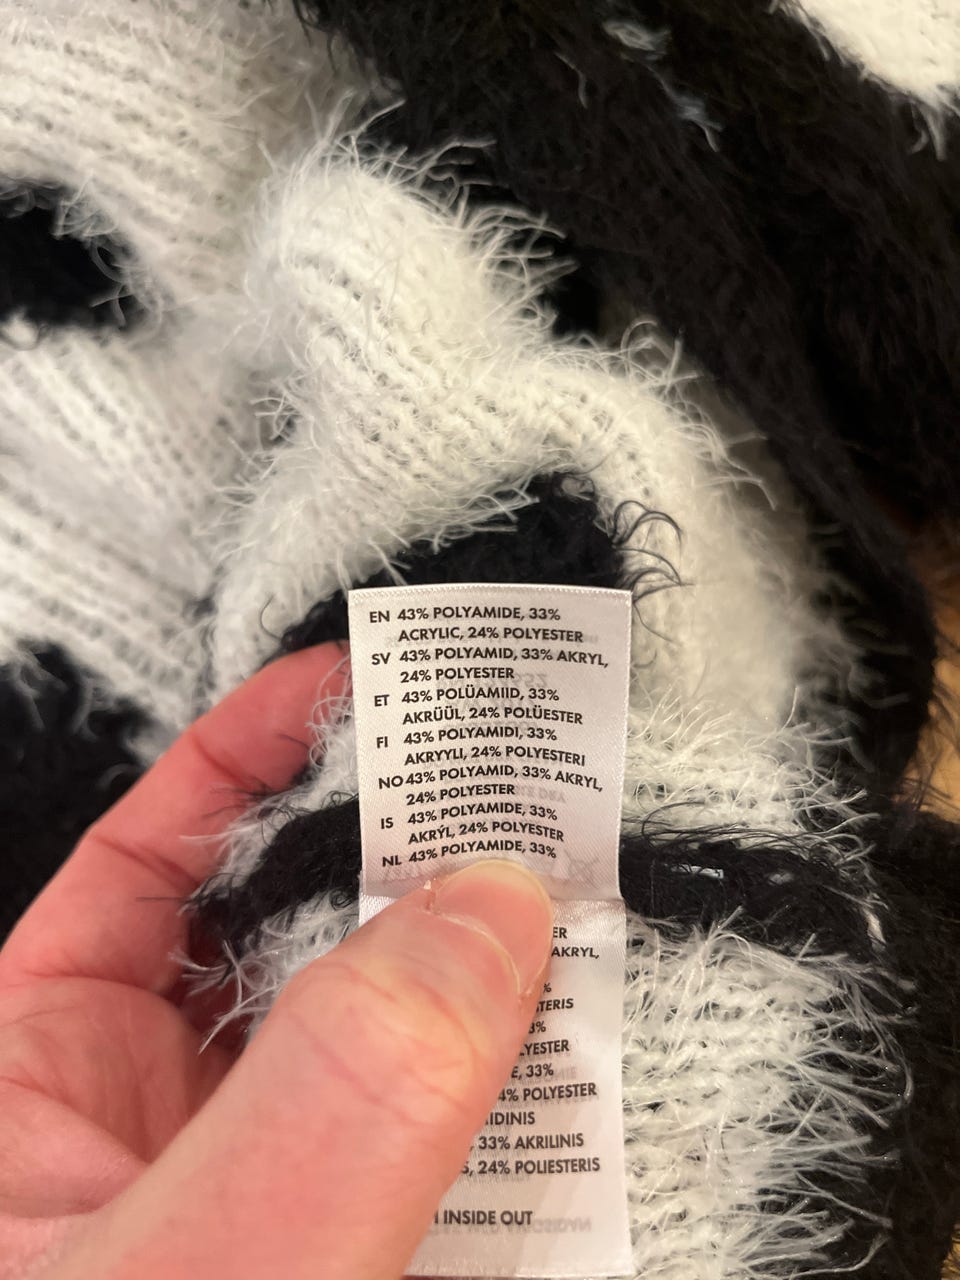 EN 43% POLYAMIDE, 33%
ACRYLIC, 24% POLYESTER
SV 43% POLYAMID, 33% AKRYL,
24% POLYESTER
ET 43% POLÜAMIID, 33%
AKRÜÜL, 24% POLÜESTER
FI 43% POLYAMIDI, 33%
AKRYYLI, 24% POLYESTERI
NO 43% POLYAMID, 33% AKRYL,
24% POLYESTER
IS 43% POLYAMIDE, 33%
AKRÝL, 24% POLYESTER
NL 43% POLYAMIDE, 33%
AKRYL,
33%
4% POLYESTER
33% AKRILINIS
24% POLIESTERIS
INSIDE OUT